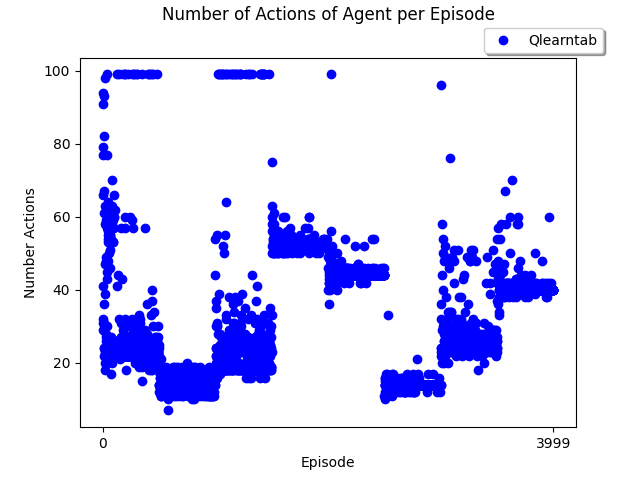 Number of Actions of Agent per Episode
Qlearntab
100
80
60
40
20
Number Actions
0
3999
Episode